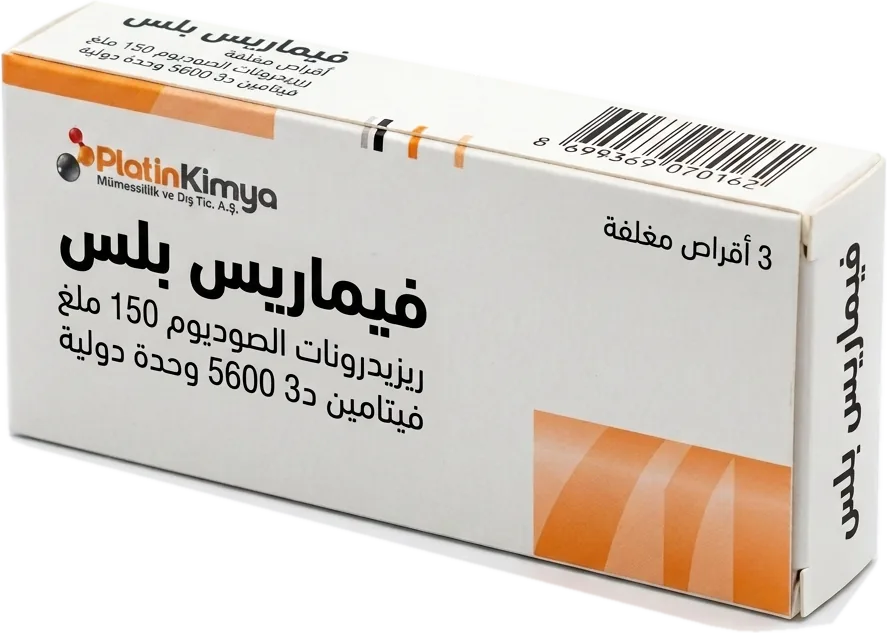 فيماريس بلس
أقراص مغلفة
ريزيدرونات الصوديوم 150 ملغ
فيتامين د3 5600 وحدة دولية
8 699369 070162
PlatinKimya
Mümessillik ve Dış Tic. A.Ş.
3 أقراص مغلفة
فيماريس بلس
ريزيدرونات الصوديوم 150 ملغ
فيتامين د3 5600 وحدة دولية
فيماريس بلس